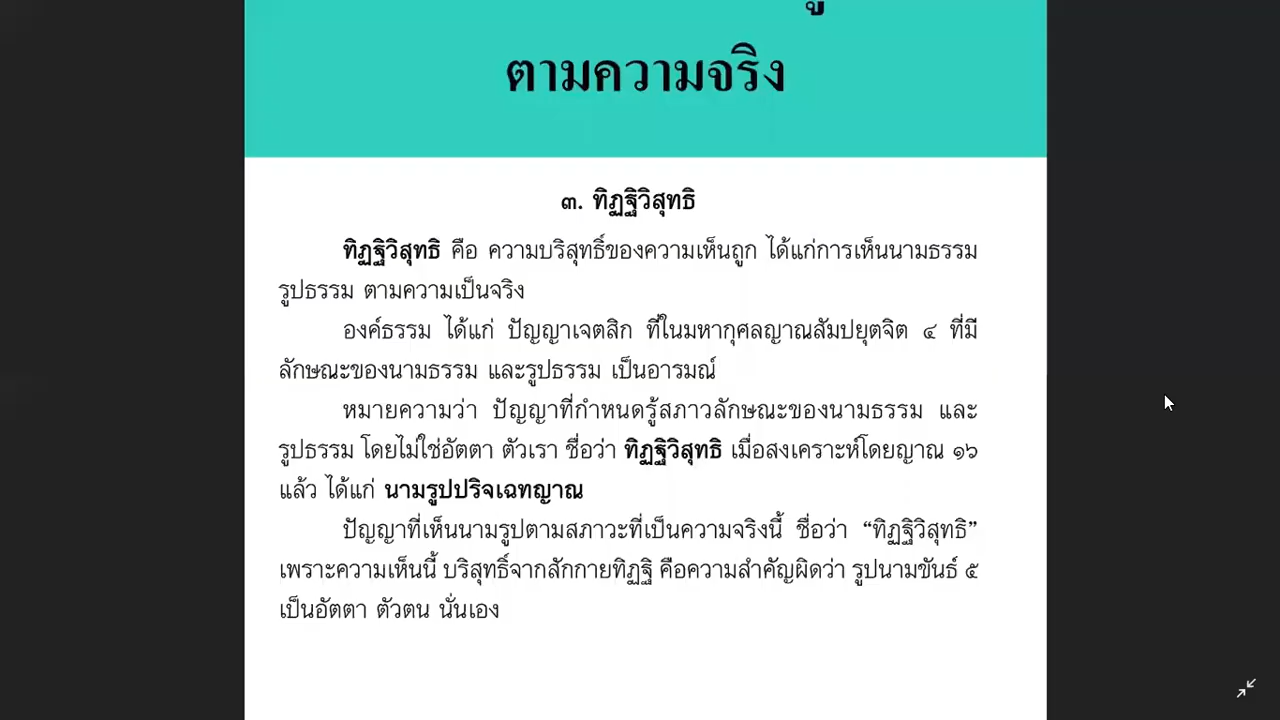 ตามความจริง
๓. ทิฏฐิวิสุทธิ
ทิฏฐิวิสุทธิ คือ ความบริสุทธิ์ของความเห็นถูก ได้แก่การเห็นนามธรรม
รูปธรรม ตามความเป็นจริง
องค์ธรรม ได้แก่ ปัญญาเจตสิก ที่ในมหากุศลญาณสัมปยุตจิต ๔ ที่มี
ลักษณะของนามธรรม และรูปธรรม เป็นอารมณ์
หมายความว่า ปัญญาที่กำหนดรู้สภาวลักษณะของนามธรรม และ
รูปธรรม โดยไม่ใช่อัตตา ตัวเรา ชื่อว่า ทิฏฐิวิสุทธิ เมื่อสงเคราะห์โดยญาณ ๑๖
แล้ว ได้แก่ นามรูปปริจเฉทญาณ
ปัญญาที่เห็นนามรูปตามสภาวะที่เป็นความจริงนี้ ชื่อว่า “ทิฏฐิวิสุทธิ”
เพราะความเห็นนี้ บริสุทธิ์จากสักกายทิฏฐิ คือความสำคัญผิดว่า รูปนามขันธ์ ๕
เป็นอัตตา ตัวตน นั่นเอง